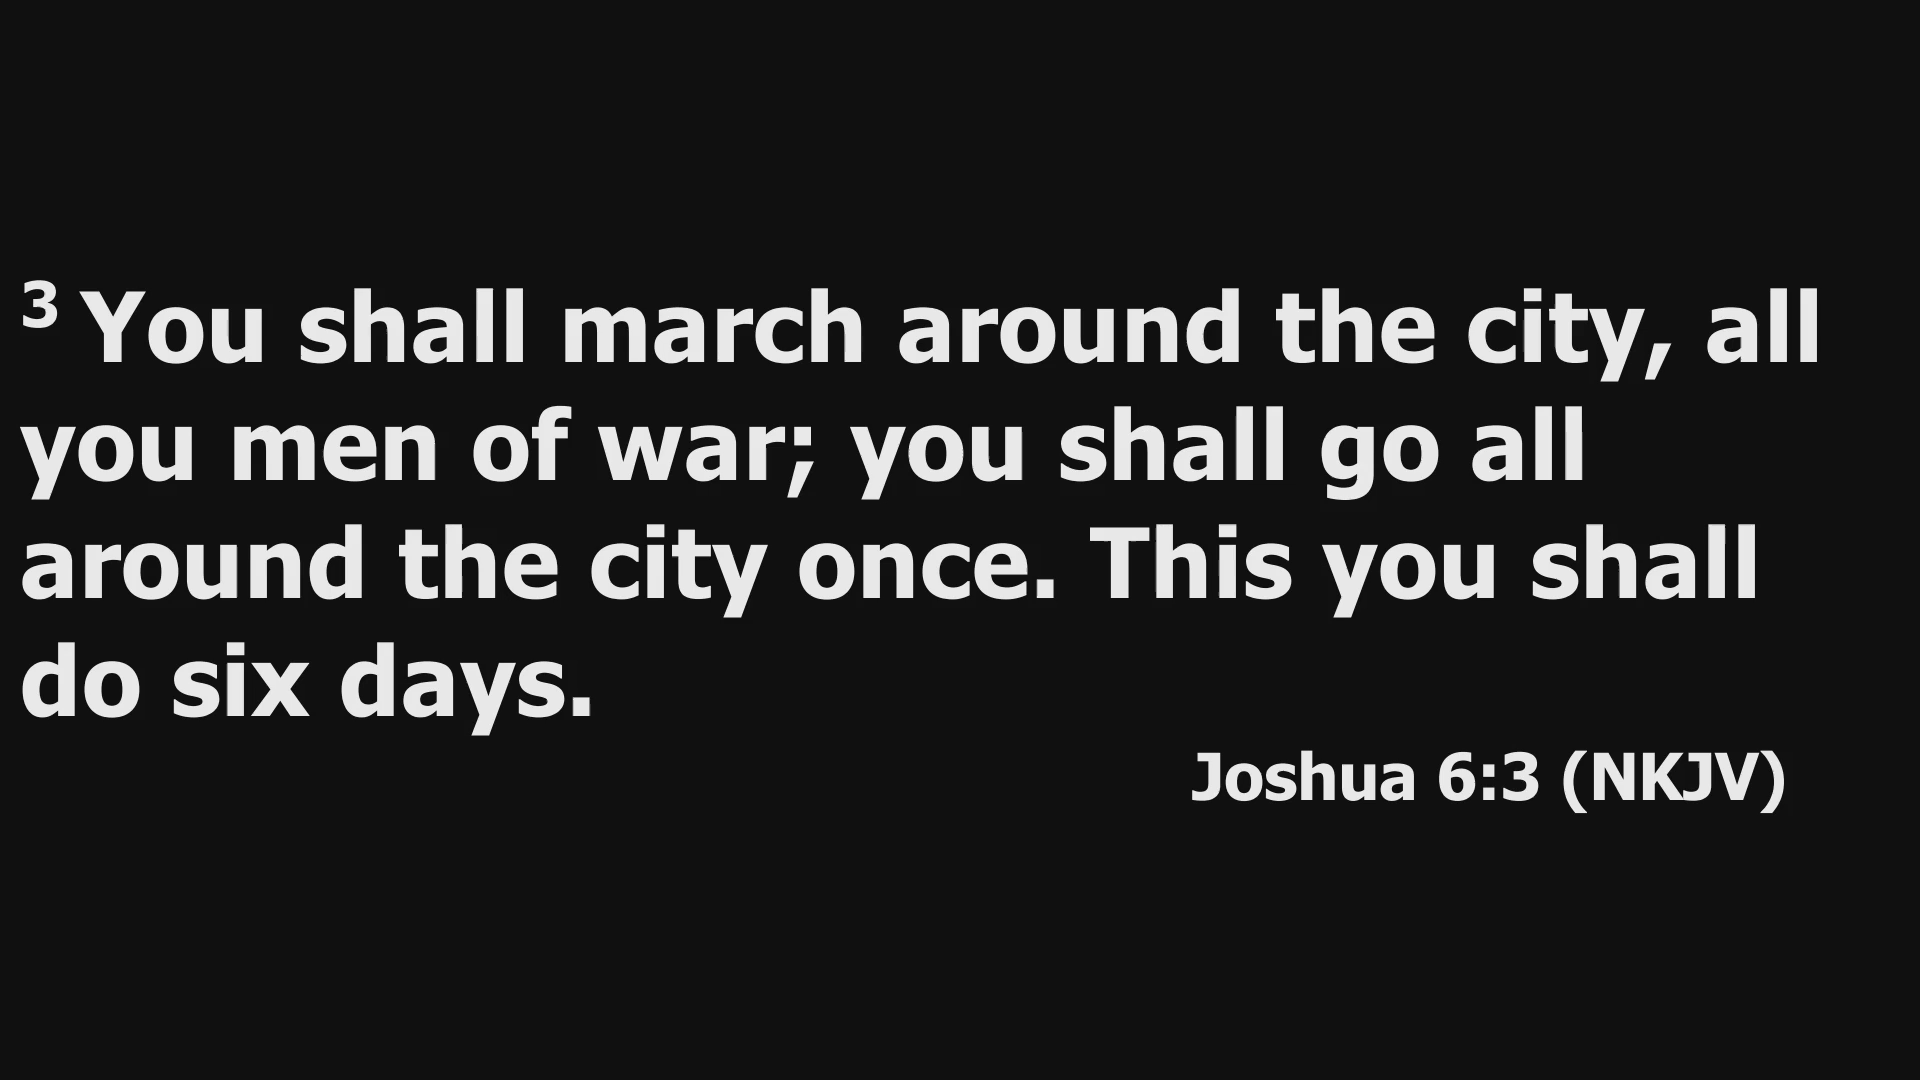 3 You shall march around the city, all
you men of war; you shall go all
around the city once. This you shall
do six days.
Joshua 6:3 (NKJV)